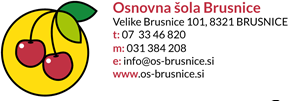 Osnovna šola Brusnice
Velike Brusnice 101, 8321 BRUSNICE
t: 07 33 46 820
m: 031 384 208
e: info@os-brusnice.si
www.os-brusnice.si